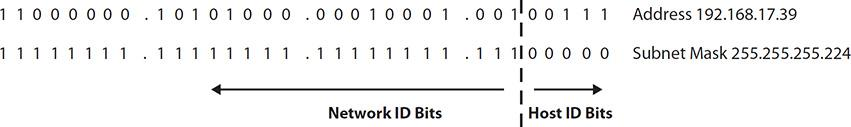 1 1 0 0 0 0 0 0 . 1 0 1 0 1 0 0 0 . 0 0 0 1 0 0 0 1 . 0 0 1 0 0 1 1 1 Address 192.168.17.39
1 1 1 1 1 1 1 1 . 1 1 1 1 1 1 1 1 . 1 1 1 1 1 1 1 1 . 1 1 1 0 0 0 0 0 Subnet Mask 255.255.255.224
Network ID Bits Host ID Bits